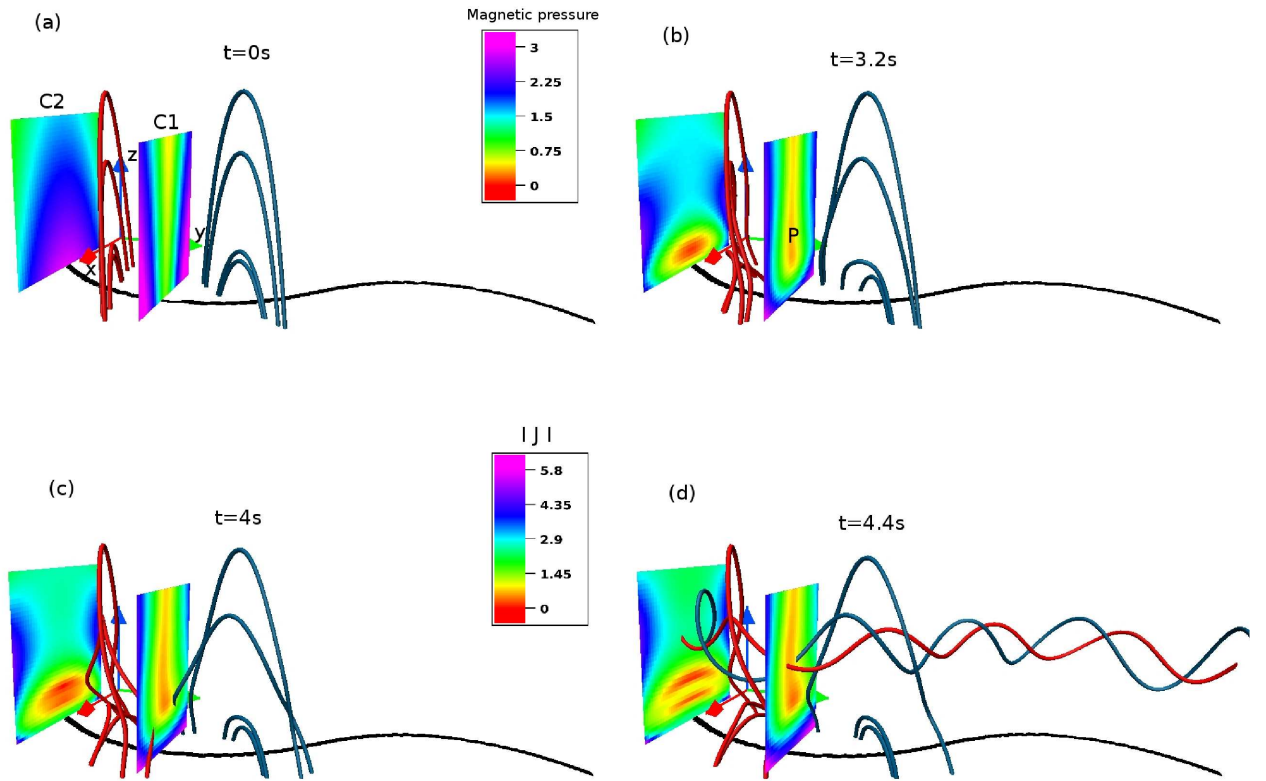 (a)
t=0s
C2
C1
z
y
x
Magnetic pressure
3
2.25
1.5
0.75
0
(b)
t=3.2s
P
(c)
t=4s
I J I
5.8
4.35
2.9
1.45
0
(d)
t=4.4s